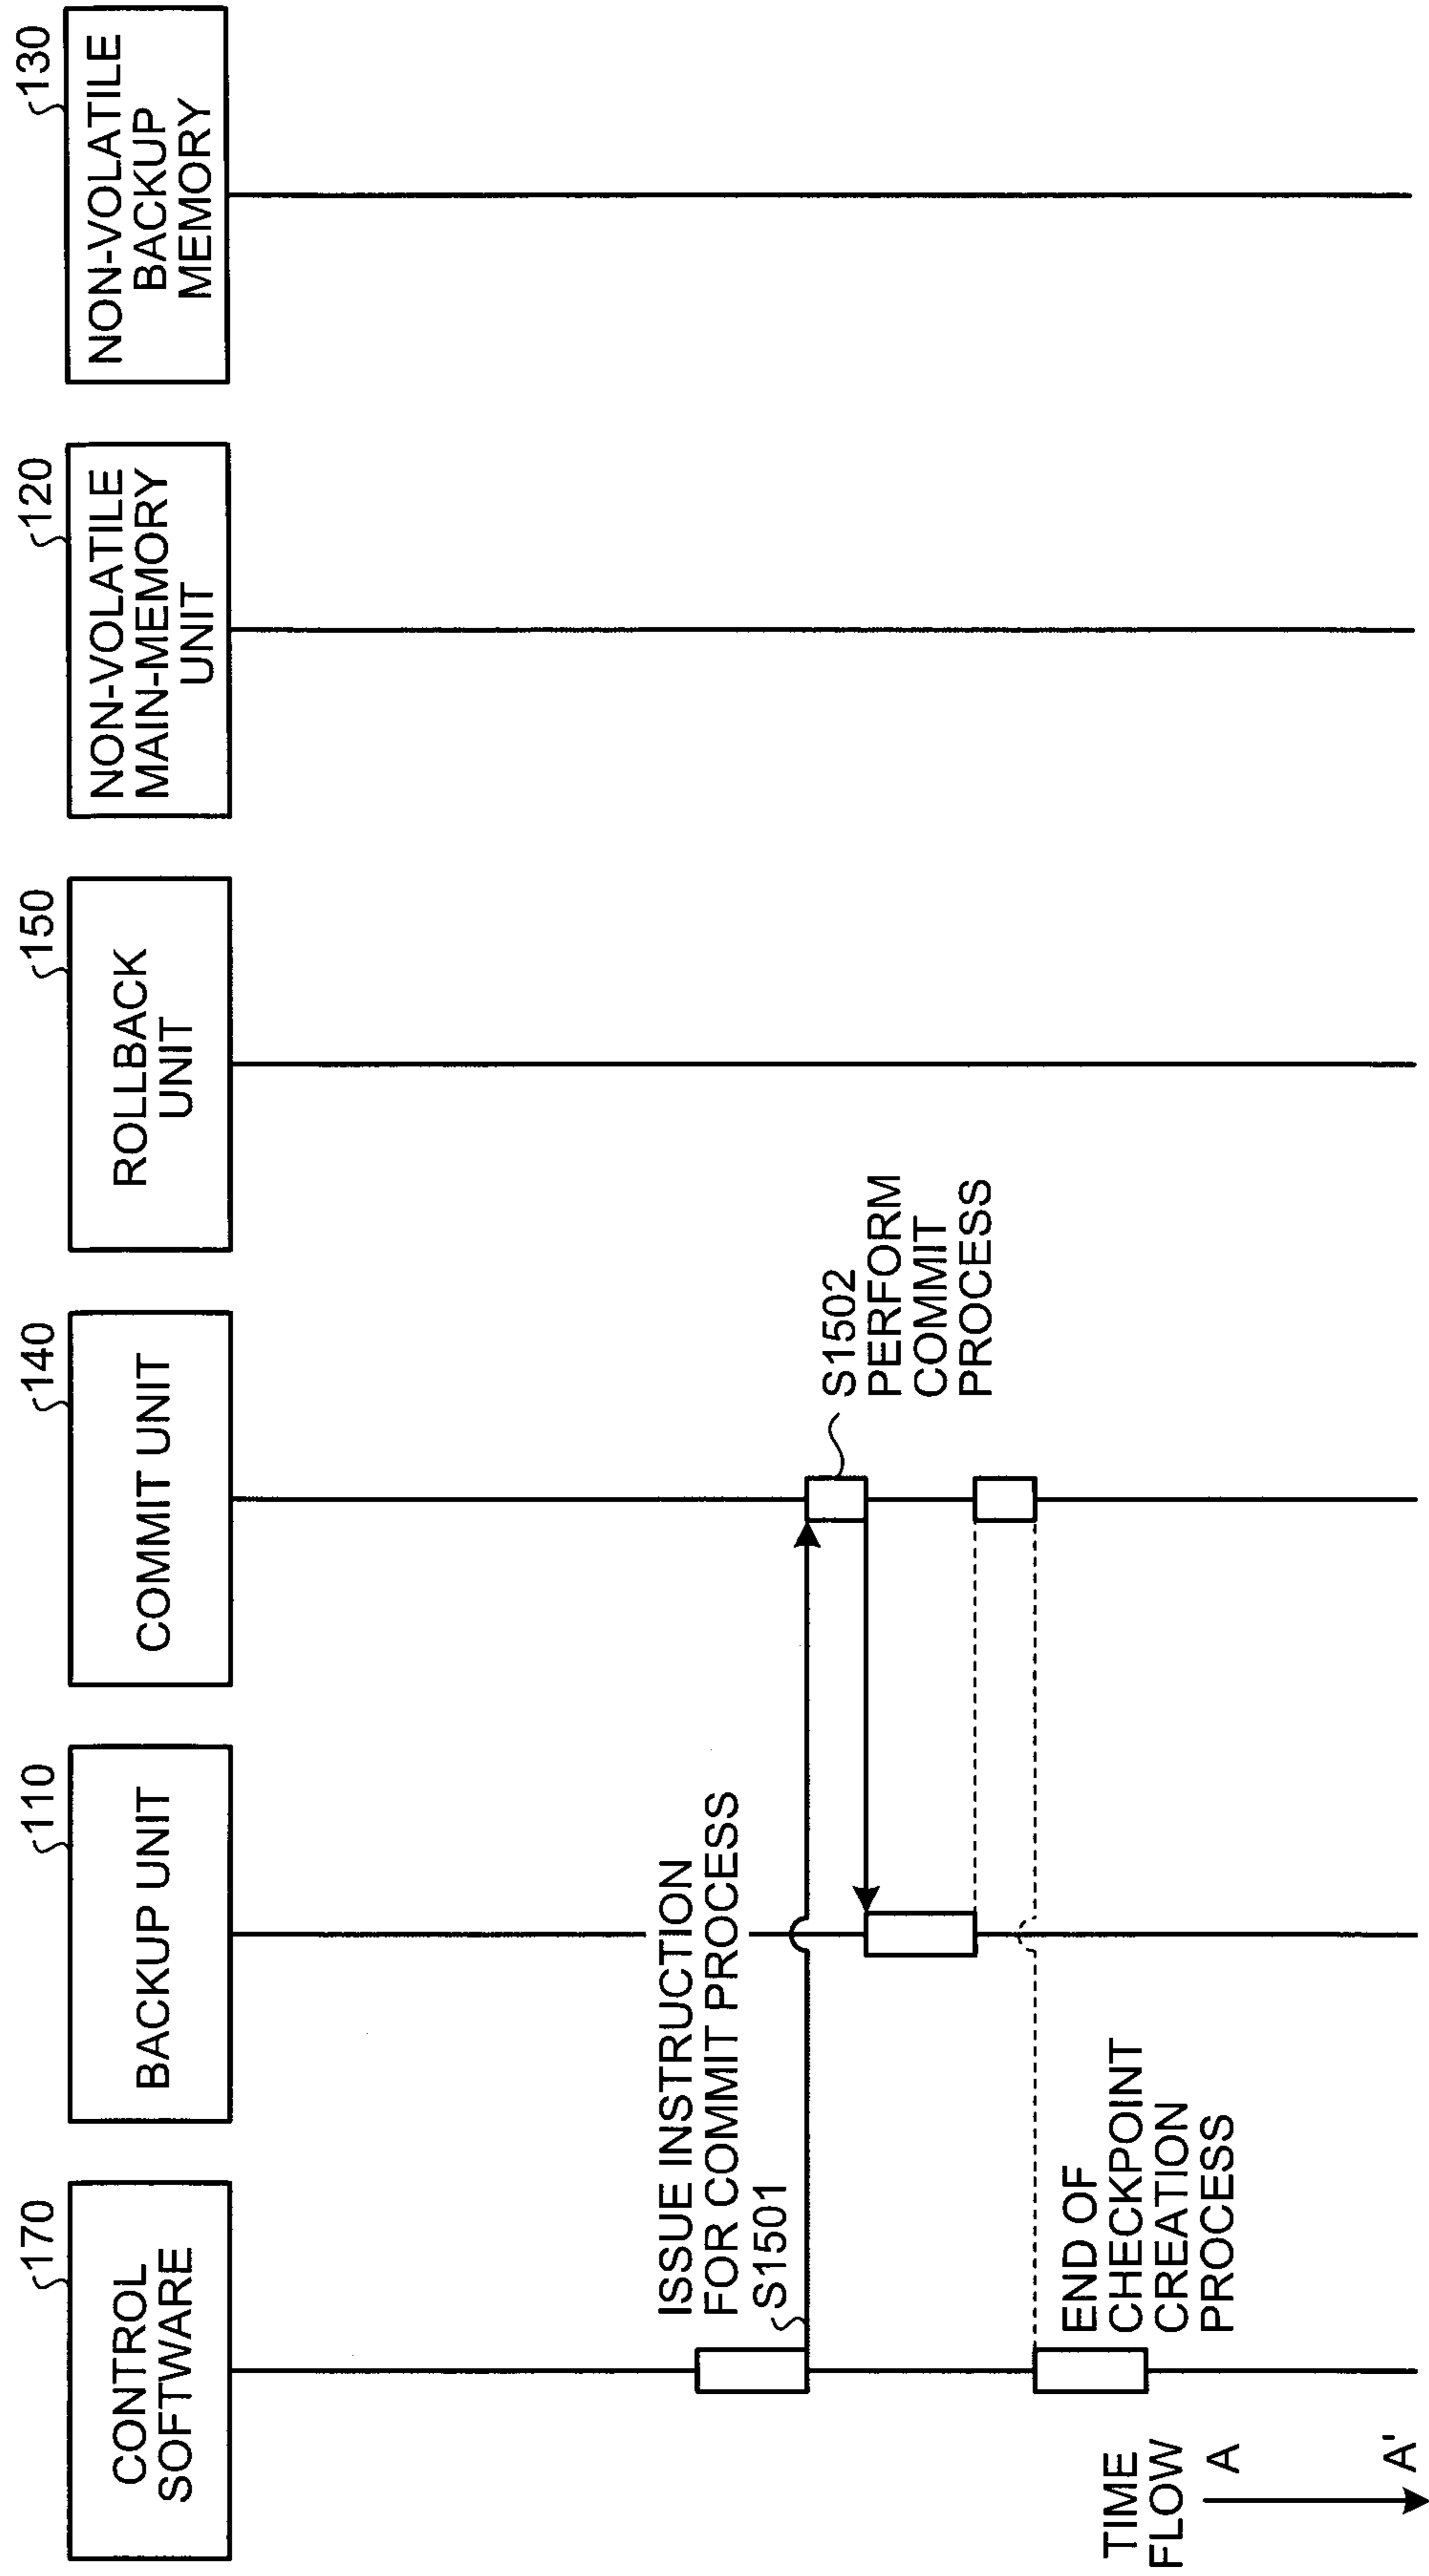 170
CONTROL
SOFTWARE
110
BACKUP UNIT
140
COMMIT UNIT
150
ROLLBACK
UNIT
120
NON-VOLATILE
MAIN-MEMORY
UNIT
130
NON-VOLATILE
BACKUP
MEMORY
ISSUE INSTRUCTION
FOR COMMIT PROCESS
S1501
S1502
PERFORM
COMMIT
PROCESS
END OF
CHECKPOINT
CREATION
PROCESS
TIME
FLOW
A
A'